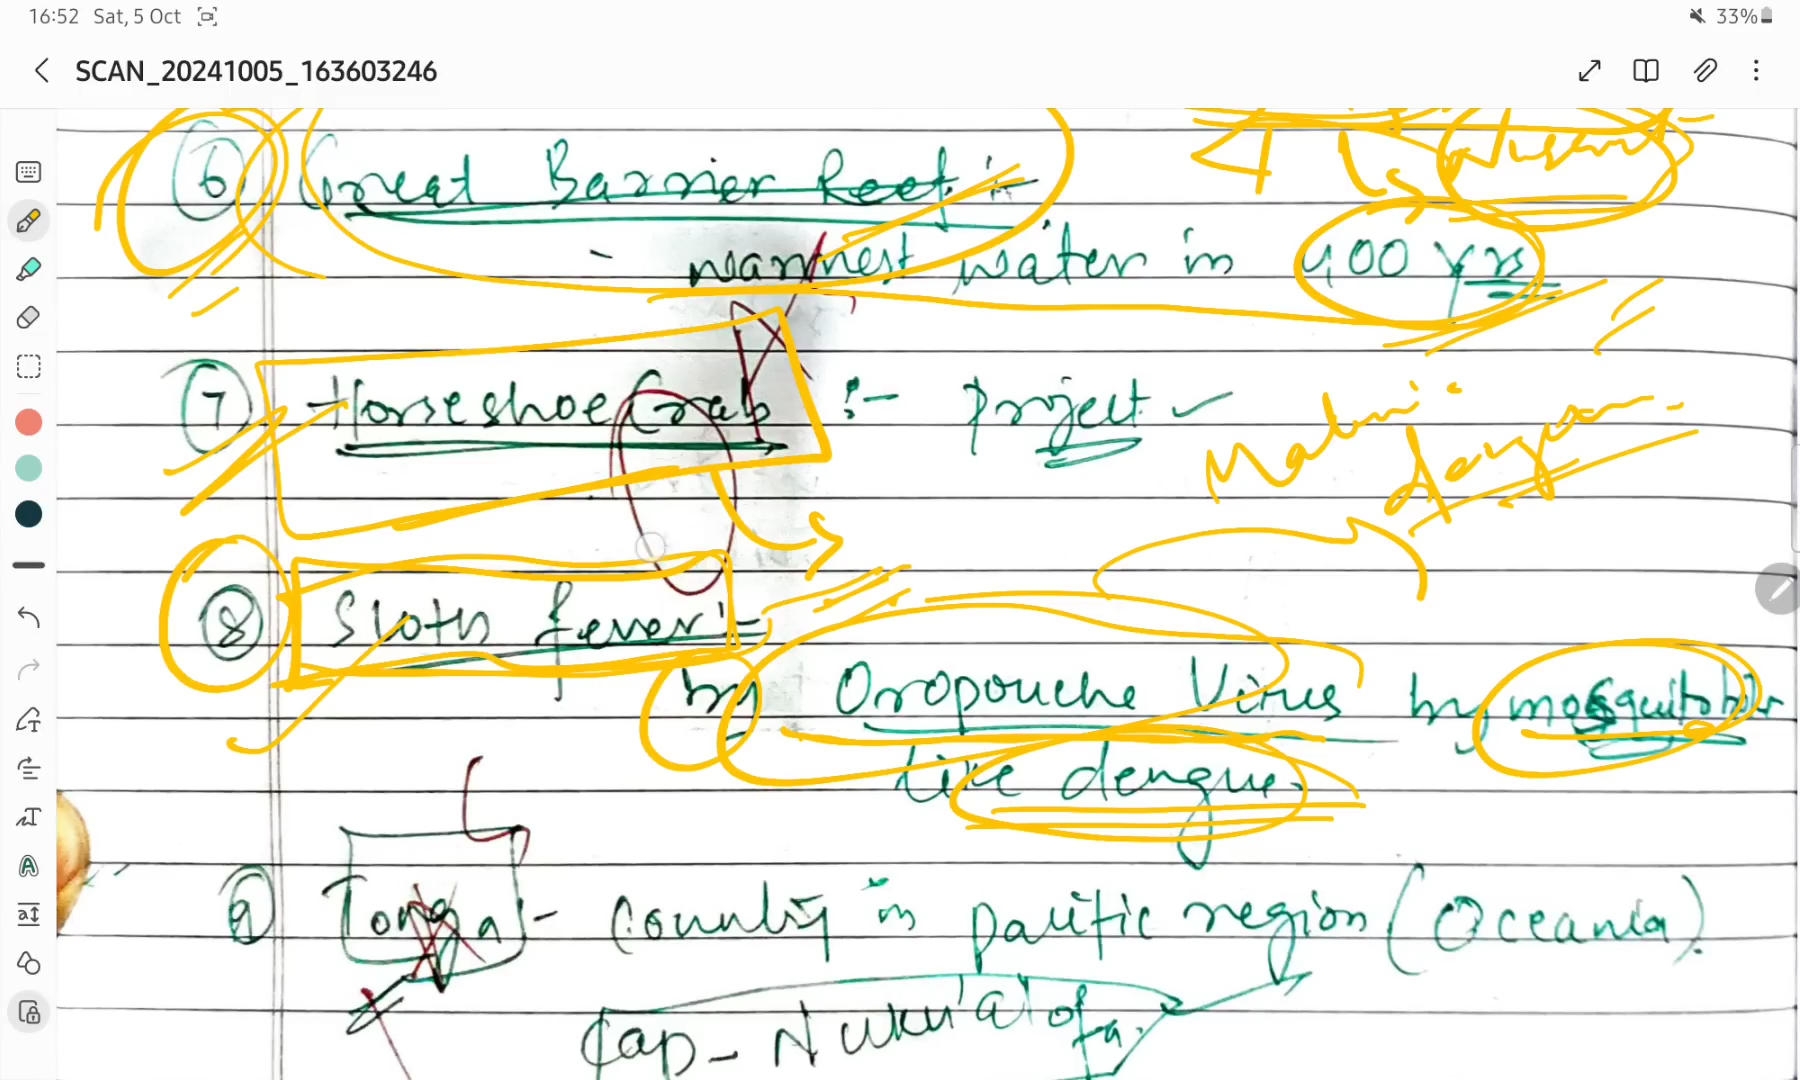 16:52 Sat, 5 Oct 33%
SCAN_20241005_163603246
6 Great Barrier Reef :-
- warmest water in 400 yrs
7 Horseshoe Crab :- Project
8 Sloth fever :-
by Oropouche Virus by mosquito bite
like dengue.
9 Tonga - Country in pacific region (Oceania).
Cap - Nuku'alofa.